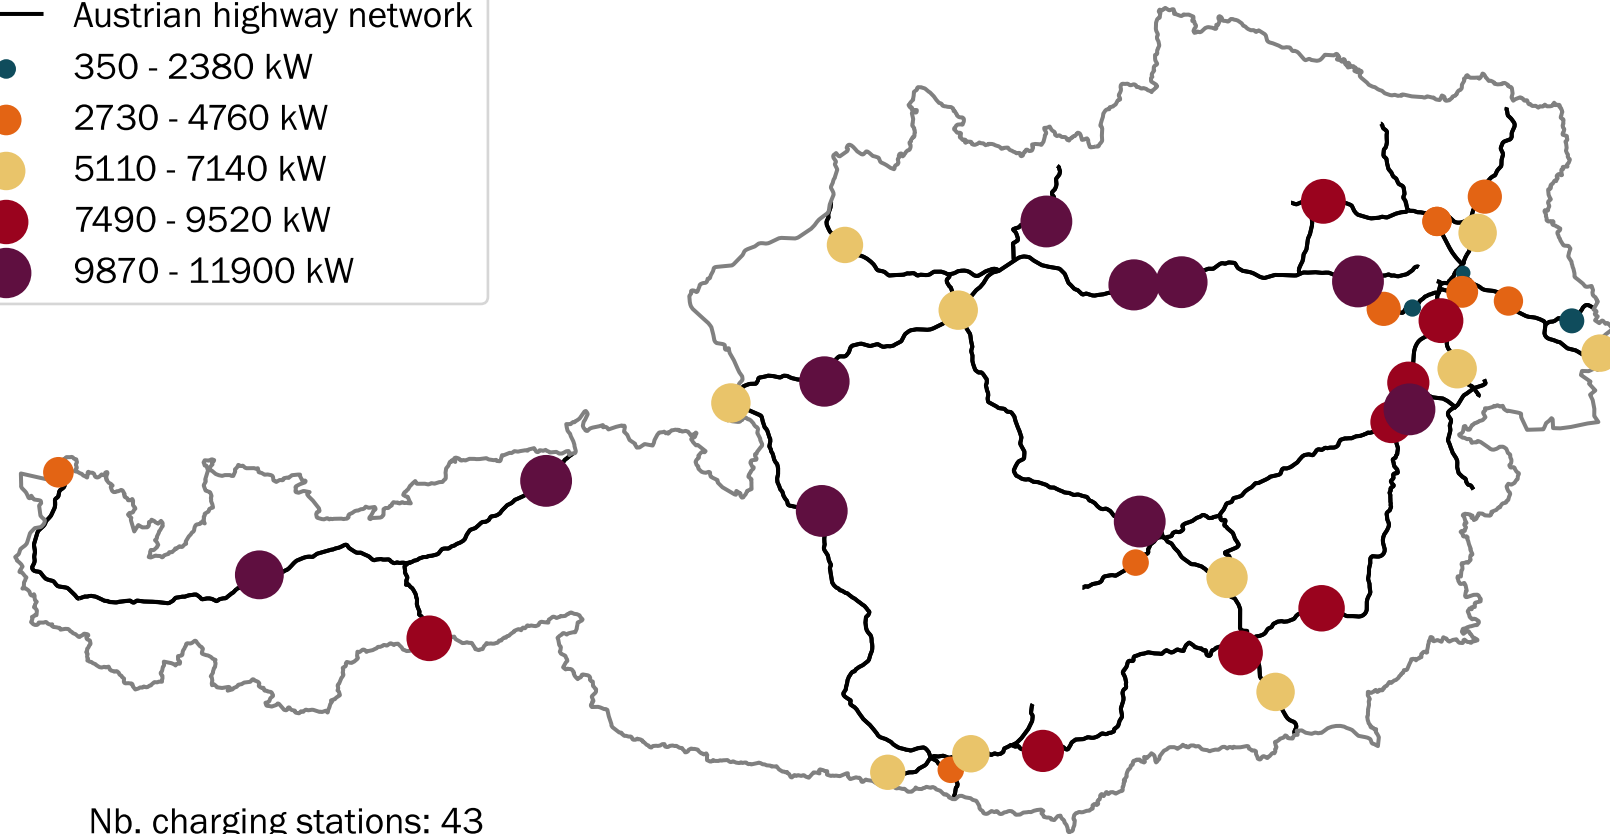 Austrian highway network
350 - 2380 kW
2730 - 4760 kW
5110 - 7140 kW
7490 - 9520 kW
9870 - 11900 kW
Nb. charging stations: 43